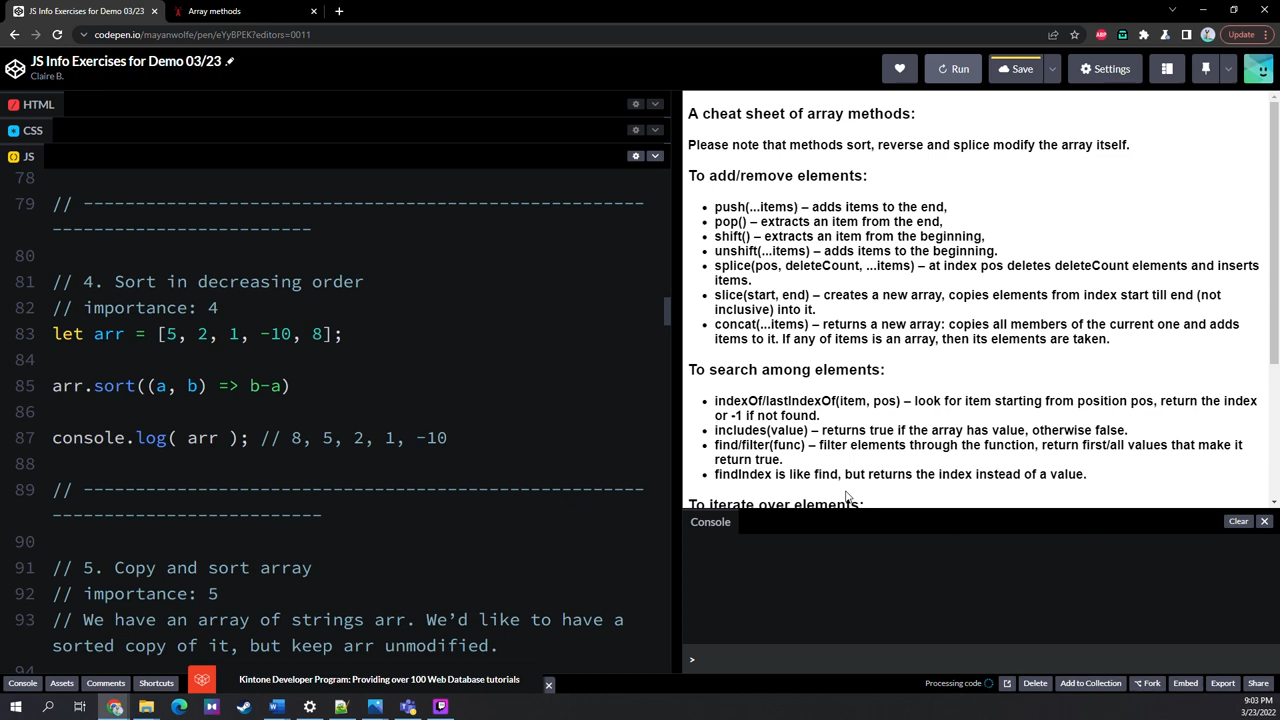 JS Info Exercises for Demo 03/23
Array methods
codepen.io/mayanwolfe/pen/eYyBPEK?editors=0011
Update
JS Info Exercises for Demo 03/23
Claire B.
Run
Save
Settings
HTML
CSS
JS
78
79 // ------------------------------------------------------
-------------------------
80
81 // 4. Sort in decreasing order
82 // importance: 4
83 let arr = [5, 2, 1, -10, 8];
84
85 arr.sort((a, b) => b-a)
86
87 console.log( arr ); // 8, 5, 2, 1, -10
88
89 // ------------------------------------------------------
--------------------------
90
91 // 5. Copy and sort array
92 // importance: 5
93 // We have an array of strings arr. We’d like to have a
sorted copy of it, but keep arr unmodified.
94
A cheat sheet of array methods:
Please note that methods sort, reverse and splice modify the array itself.
To add/remove elements:
• push(...items) – adds items to the end,
• pop() – extracts an item from the end,
• shift() – extracts an item from the beginning,
• unshift(...items) – adds items to the beginning.
• splice(pos, deleteCount, ...items) – at index pos deletes deleteCount elements and inserts
items.
• slice(start, end) – creates a new array, copies elements from index start till end (not
inclusive) into it.
• concat(...items) – returns a new array: copies all members of the current one and adds
items to it. If any of items is an array, then its elements are taken.
To search among elements:
• indexOf/lastIndexOf(item, pos) – look for item starting from position pos, return the index
or -1 if not found.
• includes(value) – returns true if the array has value, otherwise false.
• find/filter(func) – filter elements through the function, return first/all values that make it
return true.
• findIndex is like find, but returns the index instead of a value.
To iterate over elements:
Console
Clear
>
Console
Assets
Comments
Shortcuts
Kintone Developer Program: Providing over 100 Web Database tutorials
Processing code
Delete
Add to Collection
Fork
Embed
Export
Share
9:03 PM
3/23/2022